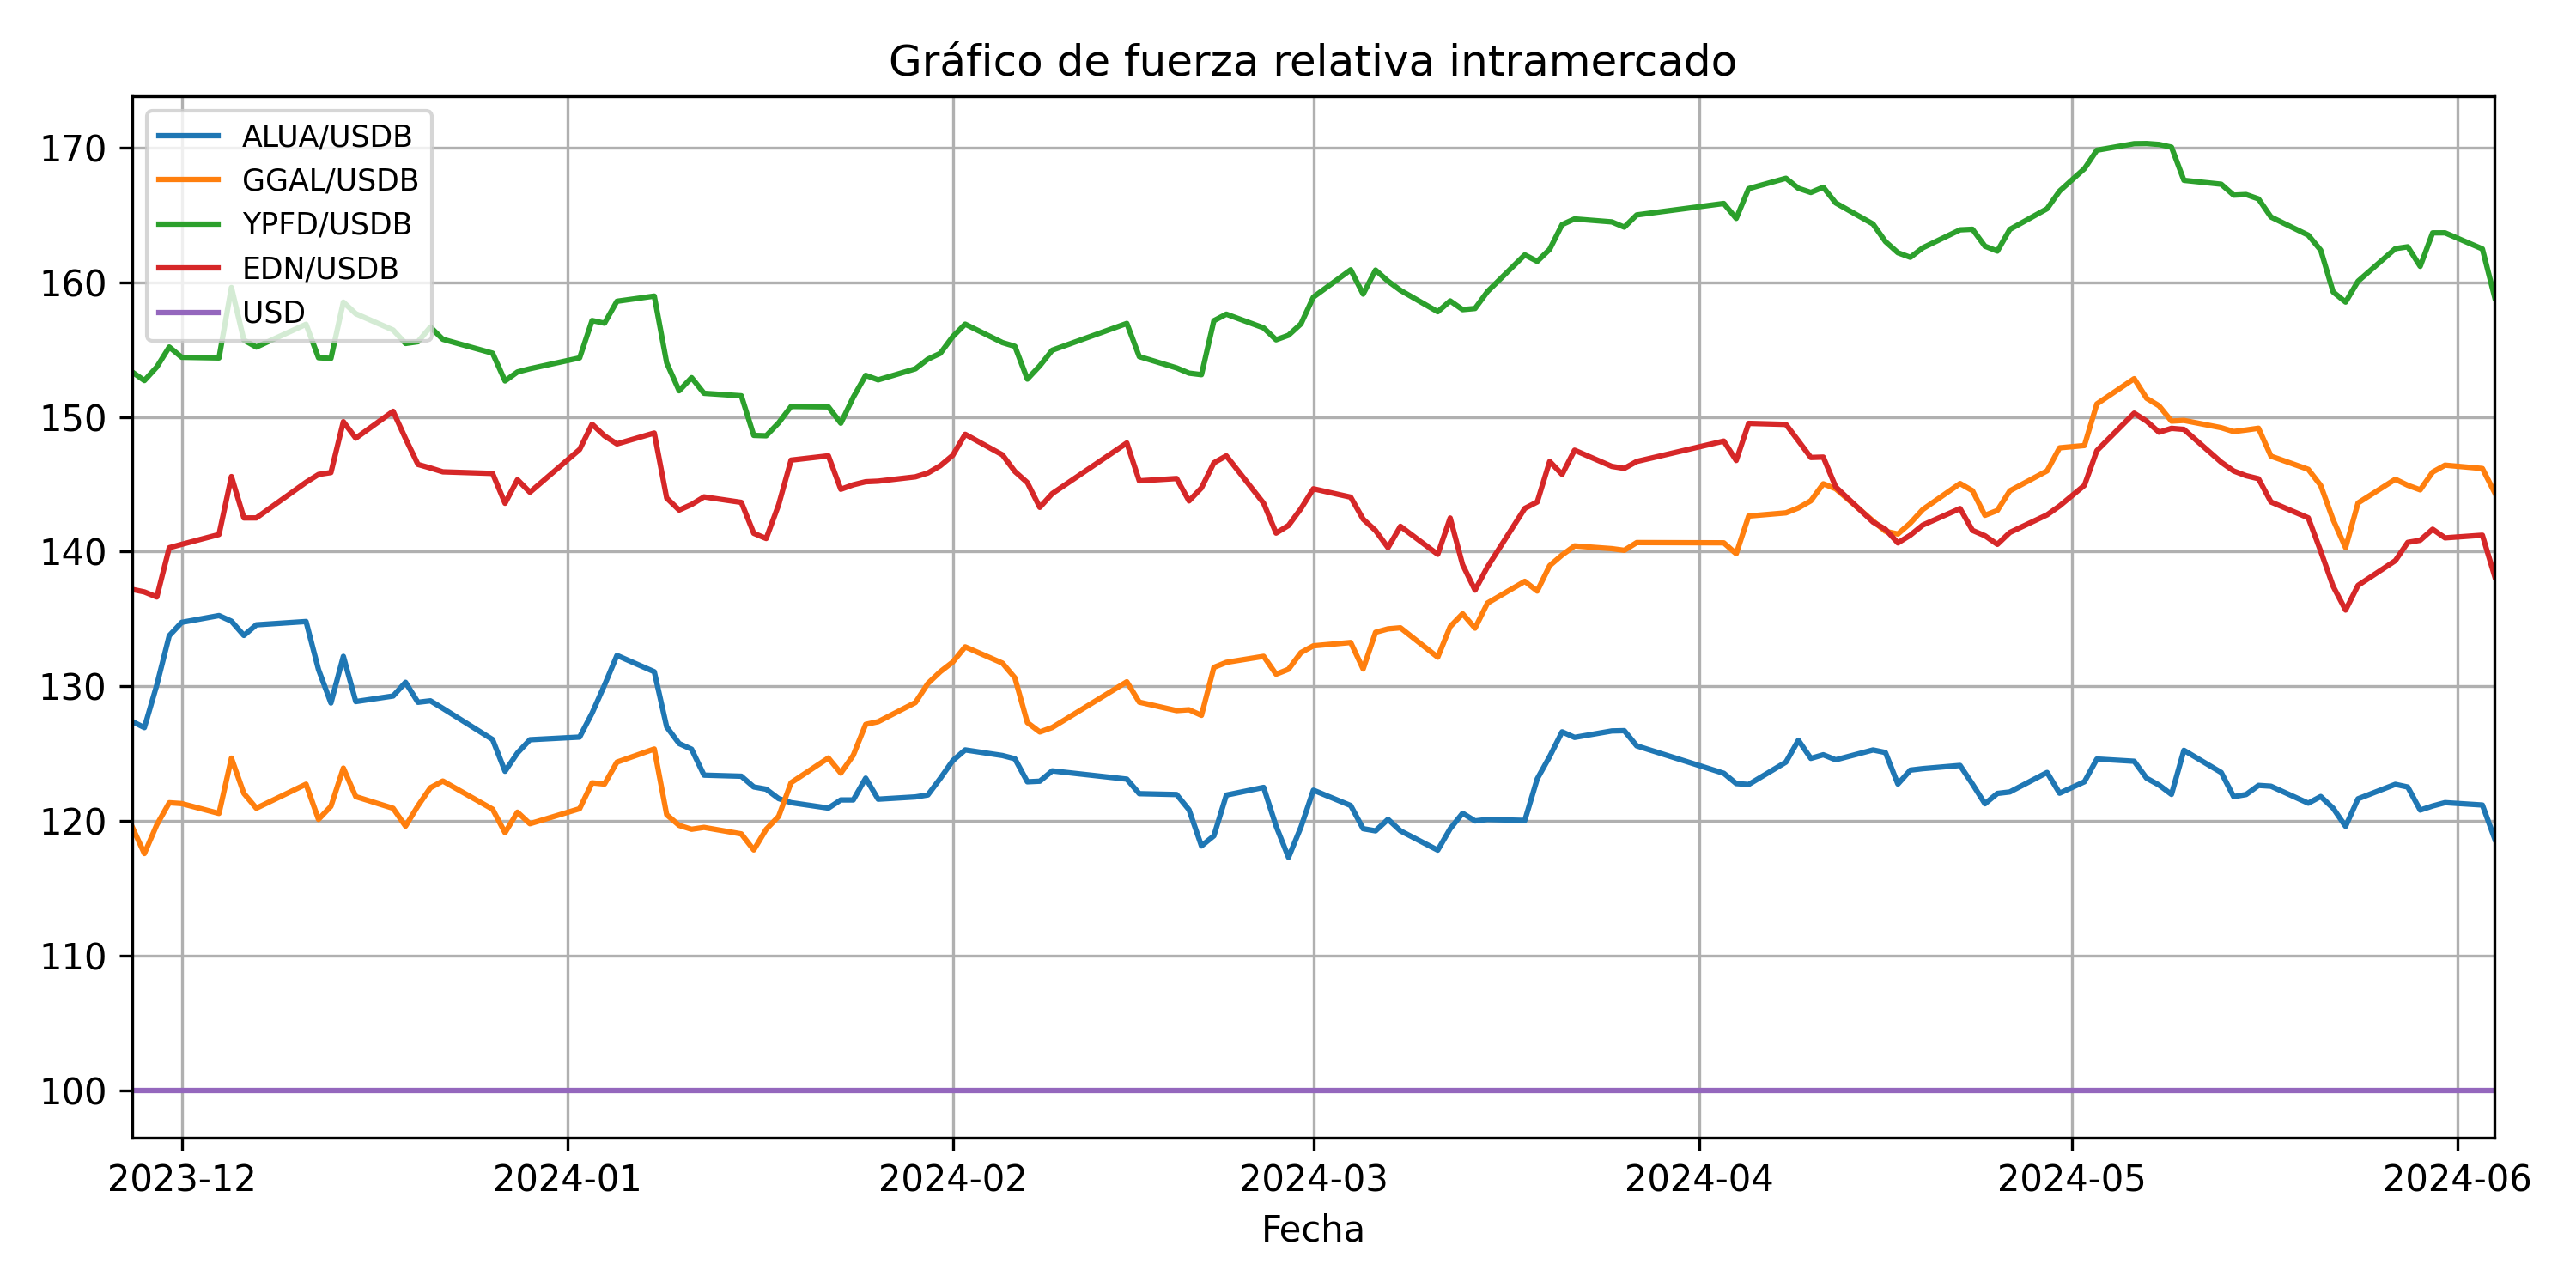 Gráfico de fuerza relativa intramercado
ALUA/USDB
GGAL/USDB
YPFD/USDB
EDN/USDB
USD
170
160
150
140
130
120
110
100
2023-12
2024-01
2024-02
2024-03
2024-04
2024-05
2024-06
Fecha